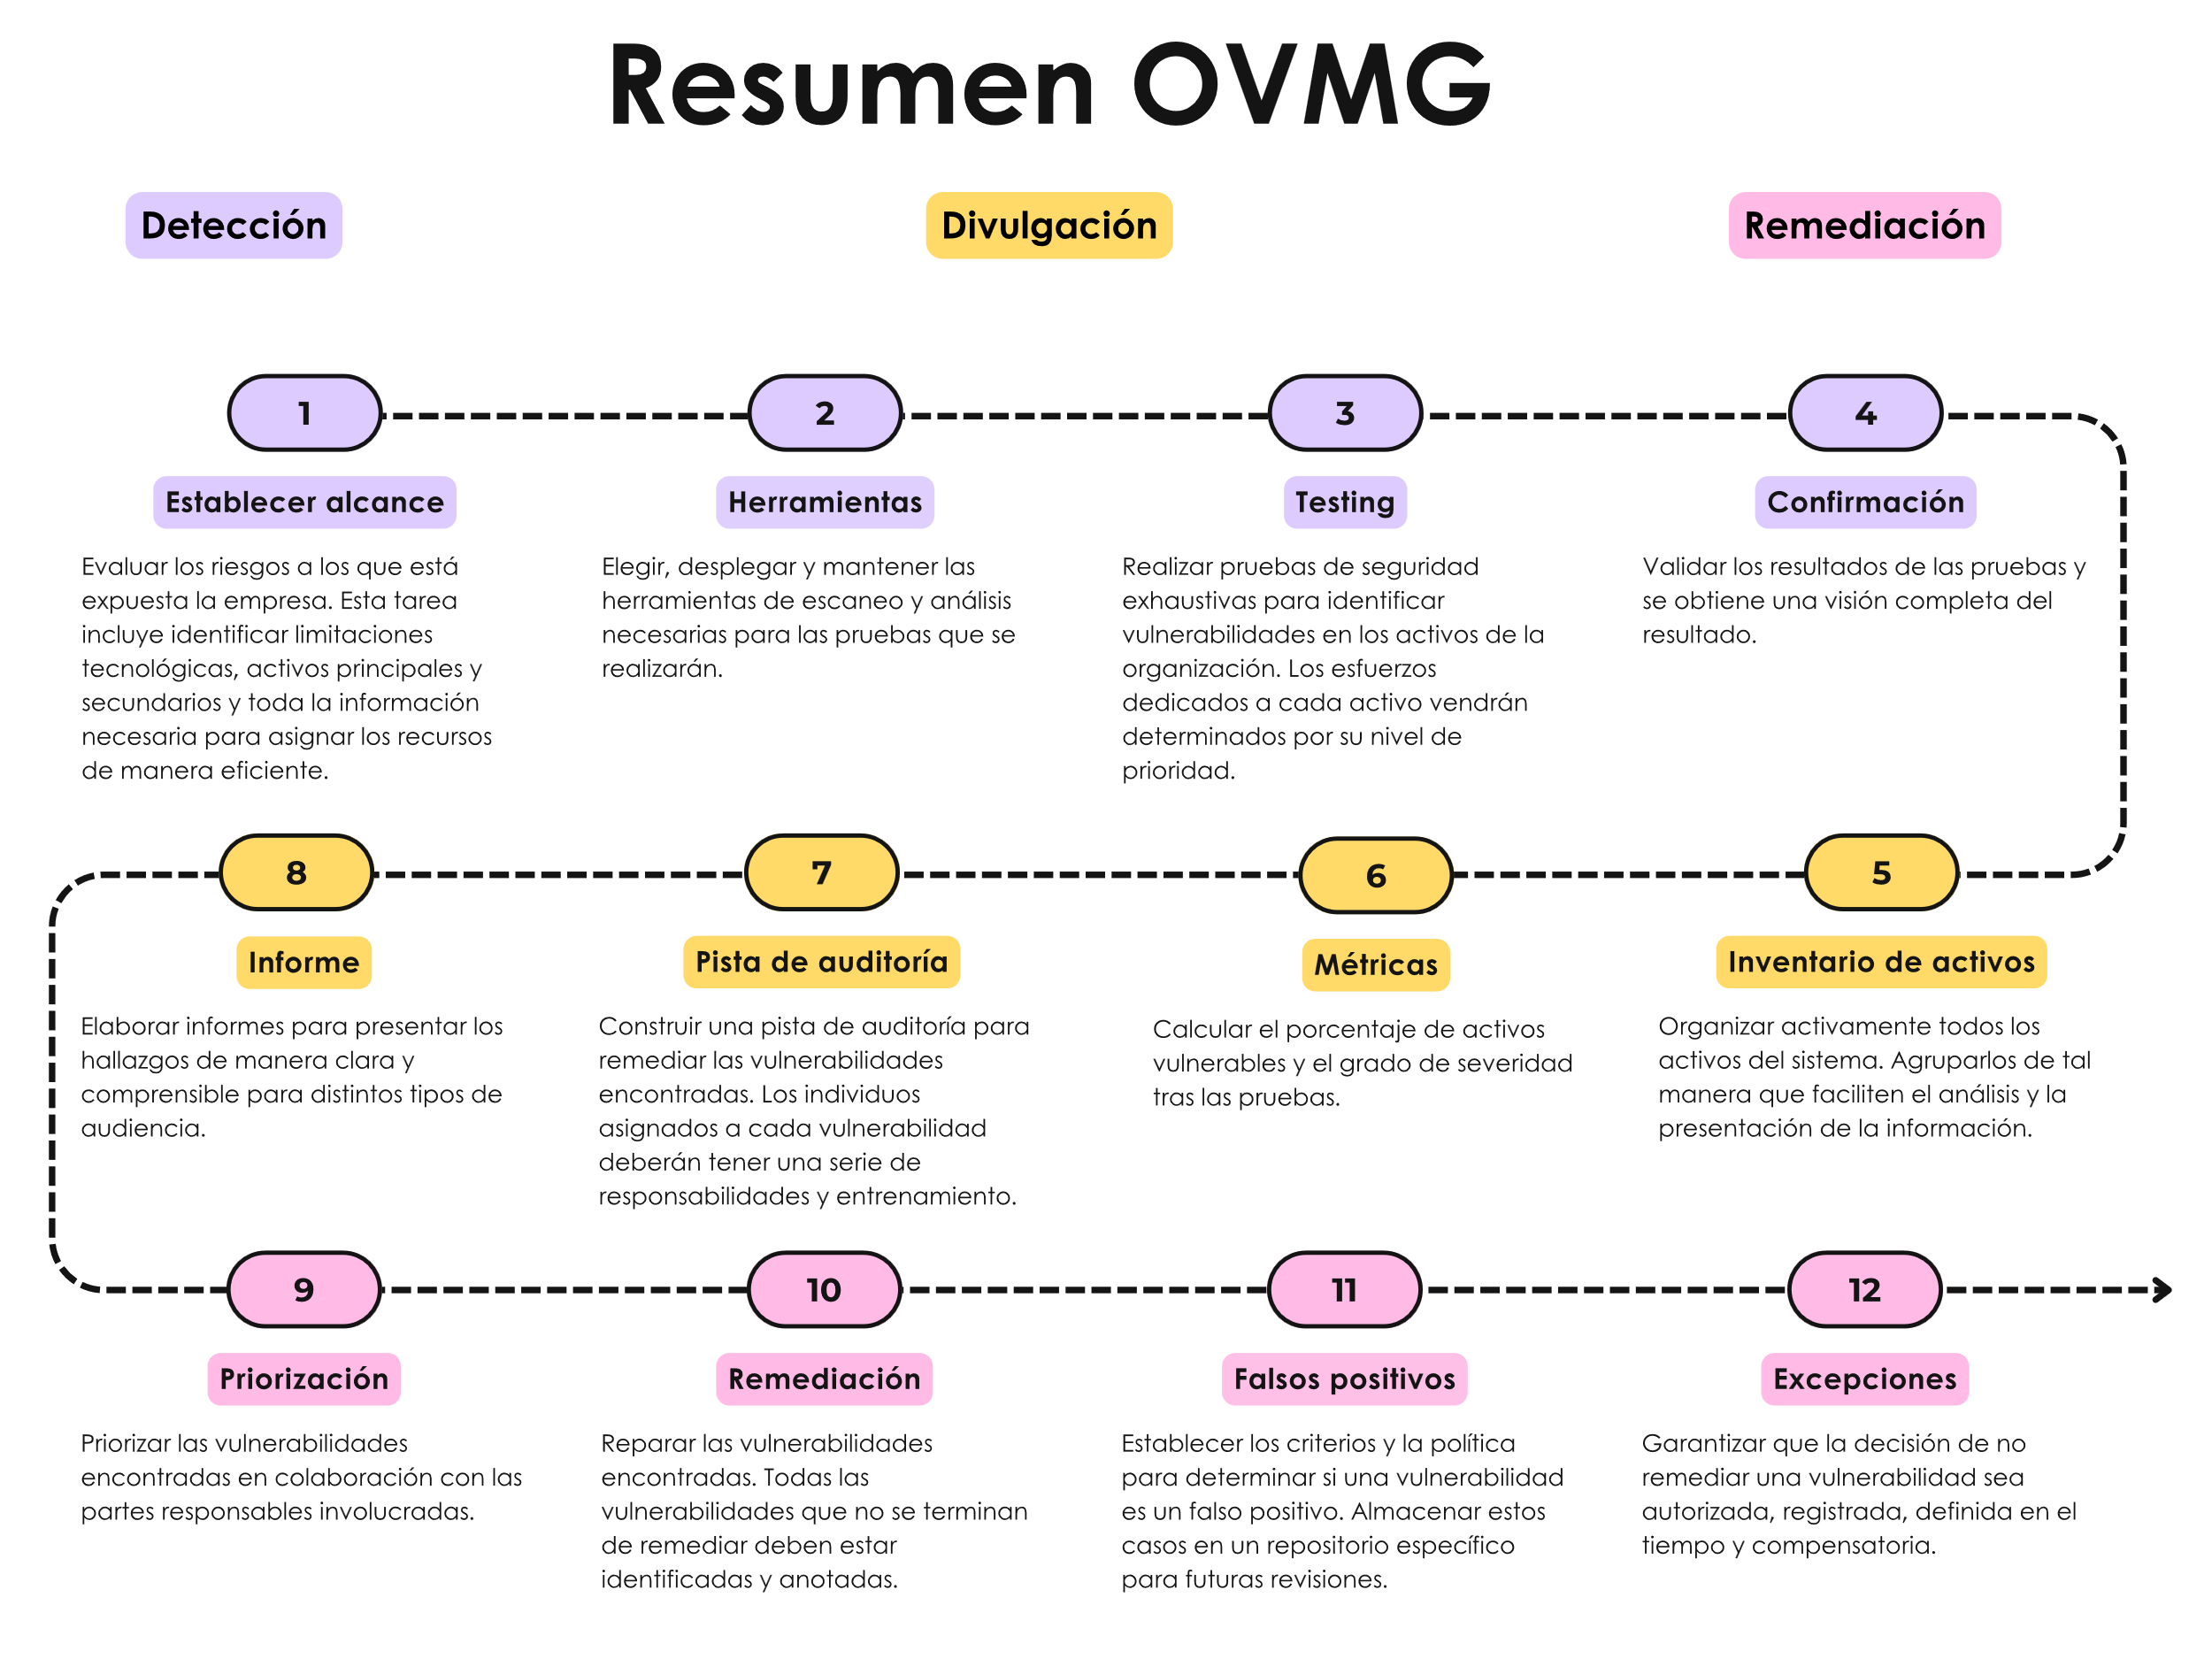 Resumen OVMG
Detección
Divulgación
Remediación
1
Establecer alcance
Evaluar los riesgos a los que está
expuesta la empresa. Esta tarea
incluye identificar limitaciones
tecnológicas, activos principales y
secundarios y toda la información
necesaria para asignar los recursos
de manera eficiente.
2
Herramientas
Elegir, desplegar y mantener las
herramientas de escaneo y análisis
necesarias para las pruebas que se
realizarán.
3
Testing
Realizar pruebas de seguridad
exhaustivas para identificar
vulnerabilidades en los activos de la
organización. Los esfuerzos
dedicados a cada activo vendrán
determinados por su nivel de
prioridad.
4
Confirmación
Validar los resultados de las pruebas y
se obtiene una visión completa del
resultado.
5
Inventario de activos
Organizar activamente todos los
activos del sistema. Agruparlos de tal
manera que faciliten el análisis y la
presentación de la información.
6
Métricas
Calcular el porcentaje de activos
vulnerables y el grado de severidad
tras las pruebas.
7
Pista de auditoría
Construir una pista de auditoría para
remediar las vulnerabilidades
encontradas. Los individuos
asignados a cada vulnerabilidad
deberán tener una serie de
responsabilidades y entrenamiento.
8
Informe
Elaborar informes para presentar los
hallazgos de manera clara y
comprensible para distintos tipos de
audiencia.
9
Priorización
Priorizar las vulnerabilidades
encontradas en colaboración con las
partes responsables involucradas.
10
Remediación
Reparar las vulnerabilidades
encontradas. Todas las
vulnerabilidades que no se terminan
de remediar deben estar
identificadas y anotadas.
11
Falsos positivos
Establecer los criterios y la política
para determinar si una vulnerabilidad
es un falso positivo. Almacenar estos
casos en un repositorio específico
para futuras revisiones.
12
Excepciones
Garantizar que la decisión de no
remediar una vulnerabilidad sea
autorizada, registrada, definida en el
tiempo y compensatoria.